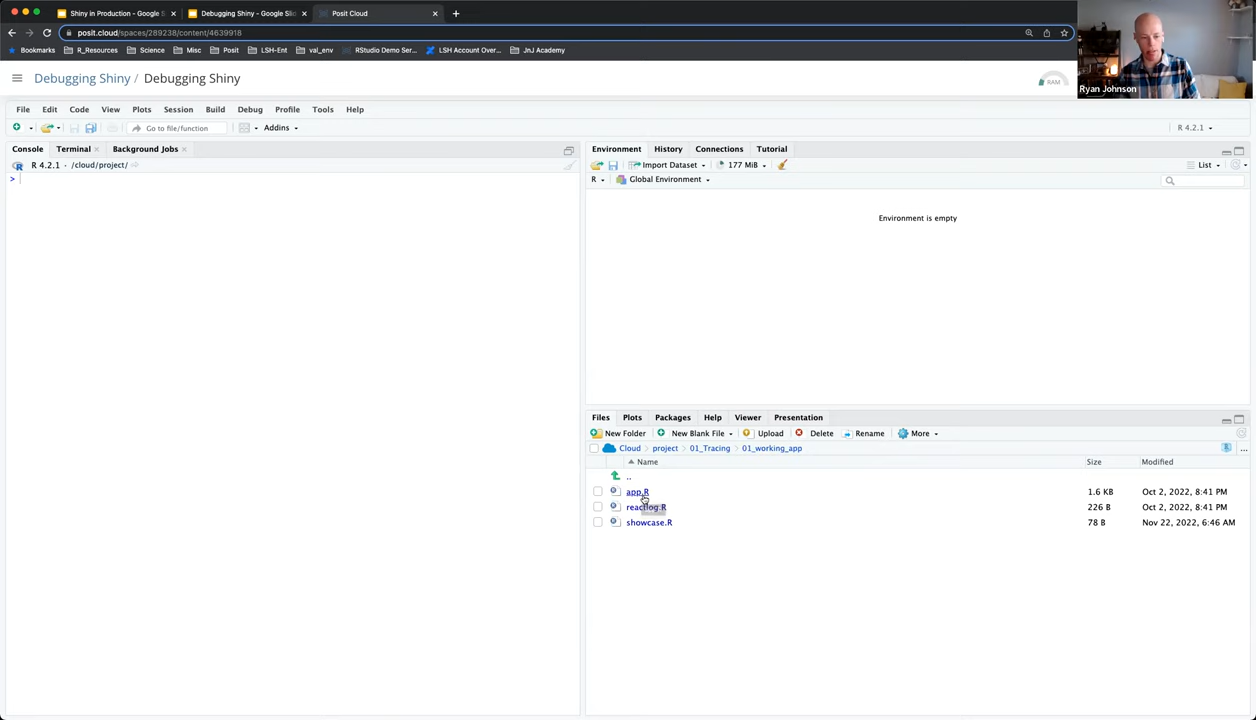 Shiny in Production - Google S
Debugging Shiny - Google Slid
Posit Cloud
posit.cloud/spaces/289238/content/4639918
Bookmarks
R_Resources
Science
Misc
Posit
LSH-Ent
val_env
RStudio Demo Ser...
LSH Account Over...
JnJ Academy
Ryan Johnson
Debugging Shiny / Debugging Shiny
RAM
File Edit Code View Plots Session Build Debug Profile Tools Help
Go to file/function
Addins
R 4.2.1
Console Terminal Background Jobs
R 4.2.1 · /cloud/project/
>
Environment History Connections Tutorial
Import Dataset
177 MiB
List
R
Global Environment
Environment is empty
Files Plots Packages Help Viewer Presentation
New Folder New Blank File Upload Delete Rename More
Cloud project 01_Tracing 01_working_app
...
Name Size Modified
..
app.R 1.6 KB Oct 2, 2022, 8:41 PM
reactlog.R 226 B Oct 2, 2022, 8:41 PM
showcase.R 78 B Nov 22, 2022, 6:46 AM